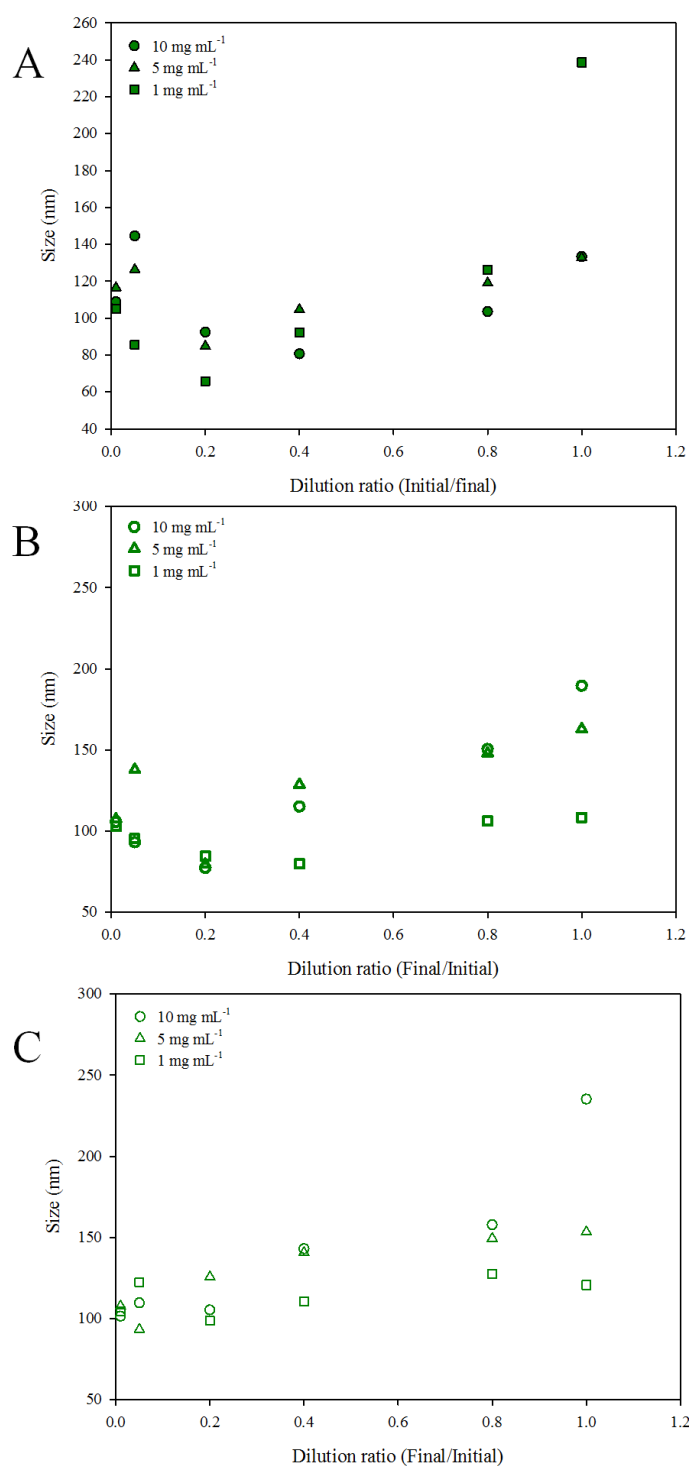 A
260
240
220
200
180
160
140
120
100
80
60
40
Size (nm)
10 mg mL⁻¹
5 mg mL⁻¹
1 mg mL⁻¹
0.0 0.2 0.4 0.6 0.8 1.0 1.2
Dilution ratio (Initial/final)
B
300
250
200
150
100
50
Size (nm)
10 mg mL⁻¹
5 mg mL⁻¹
1 mg mL⁻¹
0.0 0.2 0.4 0.6 0.8 1.0 1.2
Dilution ratio (Final/Initial)
C
300
250
200
150
100
50
Size (nm)
10 mg mL⁻¹
5 mg mL⁻¹
1 mg mL⁻¹
0.0 0.2 0.4 0.6 0.8 1.0 1.2
Dilution ratio (Final/Initial)